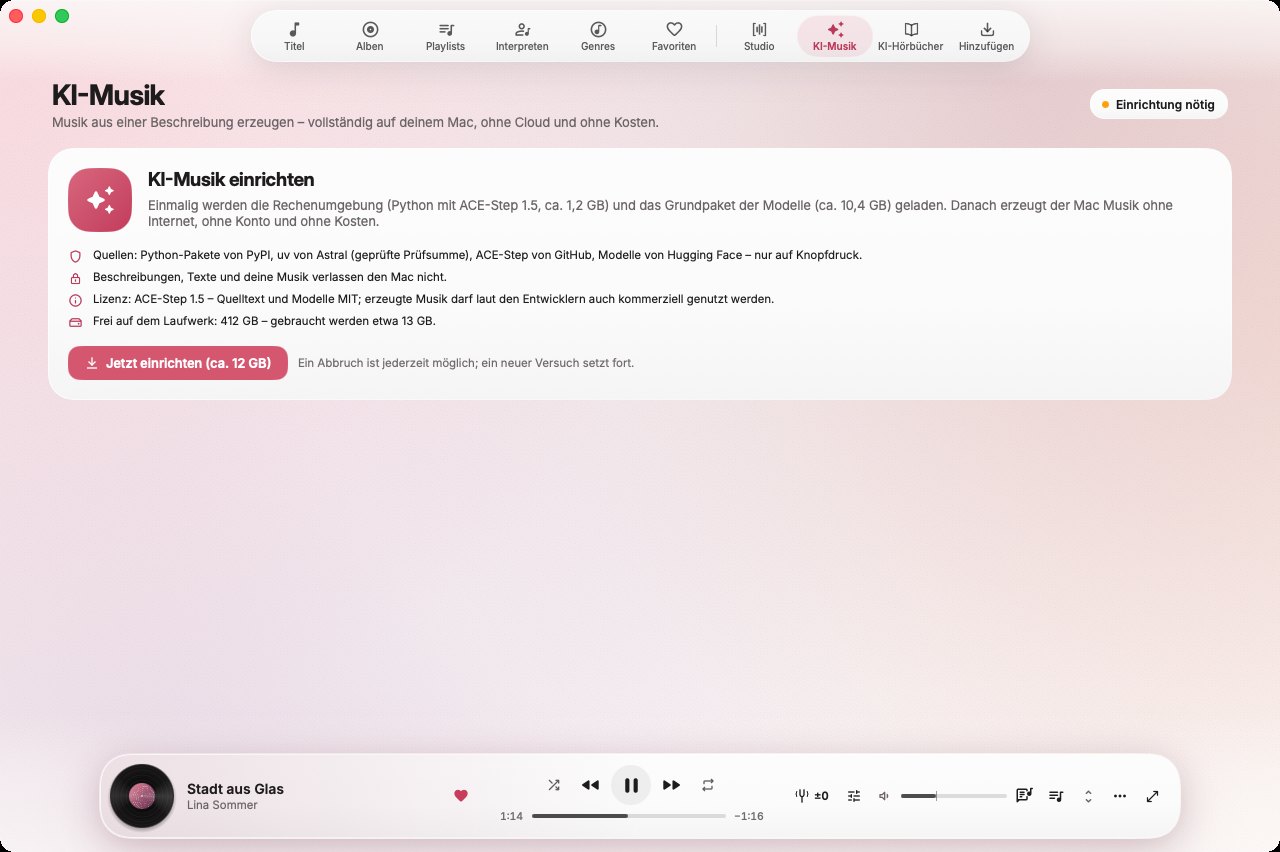 Titel
Alben
Playlists
Interpreten
Genres
Favoriten
Studio
KI-Musik
KI-Hörbücher
Hinzufügen
KI-Musik
Musik aus einer Beschreibung erzeugen – vollständig auf deinem Mac, ohne Cloud und ohne Kosten.
Einrichtung nötig
KI-Musik einrichten
Einmalig werden die Rechenumgebung (Python mit ACE-Step 1.5, ca. 1,2 GB) und das Grundpaket der Modelle (ca. 10,4 GB) geladen. Danach erzeugt der Mac Musik ohne
Internet, ohne Konto und ohne Kosten.
Quellen: Python-Pakete von PyPI, uv von Astral (geprüfte Prüfsumme), ACE-Step von GitHub, Modelle von Hugging Face – nur auf Knopfdruck.
Beschreibungen, Texte und deine Musik verlassen den Mac nicht.
Lizenz: ACE-Step 1.5 – Quelltext und Modelle MIT; erzeugte Musik darf laut den Entwicklern auch kommerziell genutzt werden.
Frei auf dem Laufwerk: 412 GB – gebraucht werden etwa 13 GB.
Jetzt einrichten (ca. 12 GB)
Ein Abbruch ist jederzeit möglich; ein neuer Versuch setzt fort.
Stadt aus Glas
Lina Sommer
1:14
−1:16
±0